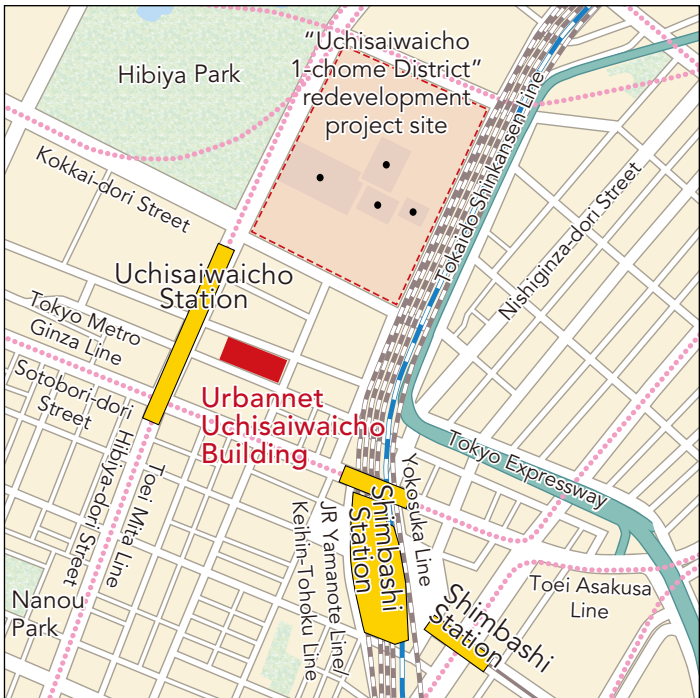 “Uchisaiwaicho
1-chome District”
redevelopment
project site
Hibiya Park
Tokaido Shinkansen Line
Kokkai-dori Street
Nishiginza-dori Street
Uchisaiwaicho
Station
Tokyo Metro
Ginza Line
Sotobori-dori
Street
Urbannet
Uchisaiwaicho
Building
Hibiya-dori Street
Toei Mita Line
Tokyo Expressway
Yokosuka Line
Shimbashi
Station
JR Yamanote Line/
Keihin-Tohoku Line
Toei Asakusa
Line
Shimbashi
Station
Nanou
Park